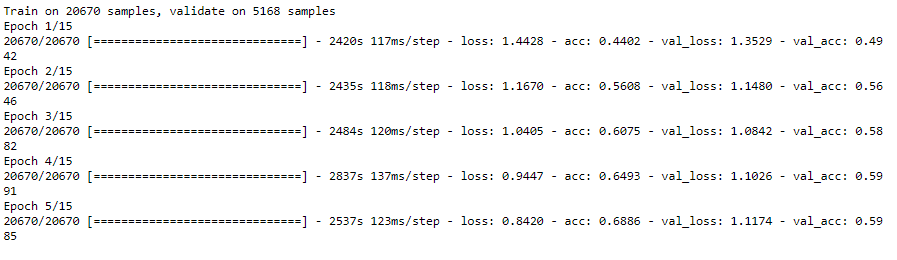 Train on 20670 samples, validate on 5168 samples
Epoch 1/15
20670/20670 [==============================] - 2420s 117ms/step - loss: 1.4428 - acc: 0.4402 - val_loss: 1.3529 - val_acc: 0.49
42
Epoch 2/15
20670/20670 [==============================] - 2435s 118ms/step - loss: 1.1670 - acc: 0.5608 - val_loss: 1.1480 - val_acc: 0.56
46
Epoch 3/15
20670/20670 [==============================] - 2484s 120ms/step - loss: 1.0405 - acc: 0.6075 - val_loss: 1.0842 - val_acc: 0.58
82
Epoch 4/15
20670/20670 [==============================] - 2837s 137ms/step - loss: 0.9447 - acc: 0.6493 - val_loss: 1.1026 - val_acc: 0.59
91
Epoch 5/15
20670/20670 [==============================] - 2537s 123ms/step - loss: 0.8420 - acc: 0.6886 - val_loss: 1.1174 - val_acc: 0.59
85